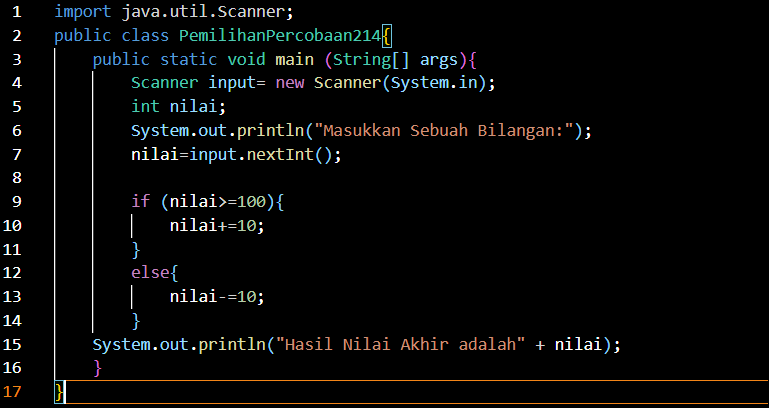 1 import java.util.Scanner;
2 public class PemilihanPercobaan214{
3 public static void main (String[] args){
4 Scanner input= new Scanner(System.in);
5 int nilai;
6 System.out.println("Masukkan Sebuah Bilangan:");
7 nilai=input.nextInt();
8
9 if (nilai>=100){
10 nilai+=10;
11 }
12 else{
13 nilai-=10;
14 }
15 System.out.println("Hasil Nilai Akhir adalah" + nilai);
16 }
17 }